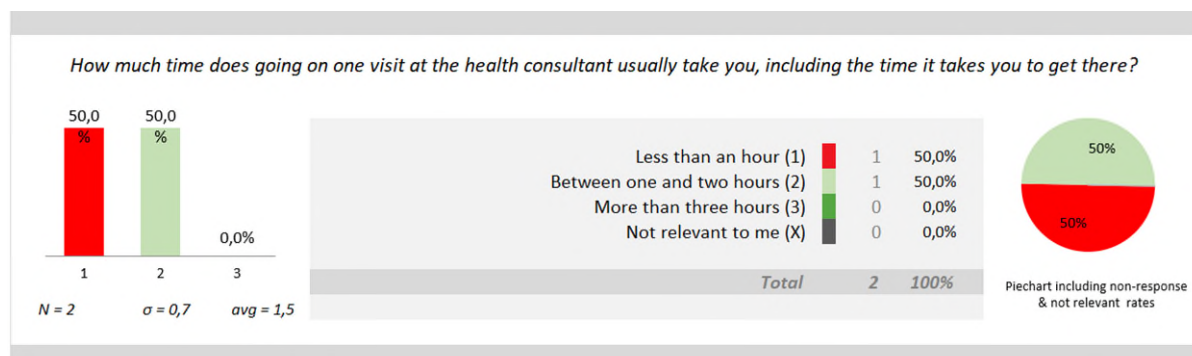 How much time does going on one visit at the health consultant usually take you, including the time it takes you to get there?
50,0
%
50,0
%
0,0%
1 2 3
N = 2 σ = 0,7 avg = 1,5
Less than an hour (1) 1 50,0%
Between one and two hours (2) 1 50,0%
More than three hours (3) 0 0,0%
Not relevant to me (X) 0 0,0%
Total 2 100%
50%
50%
Piechart including non-response
& not relevant rates